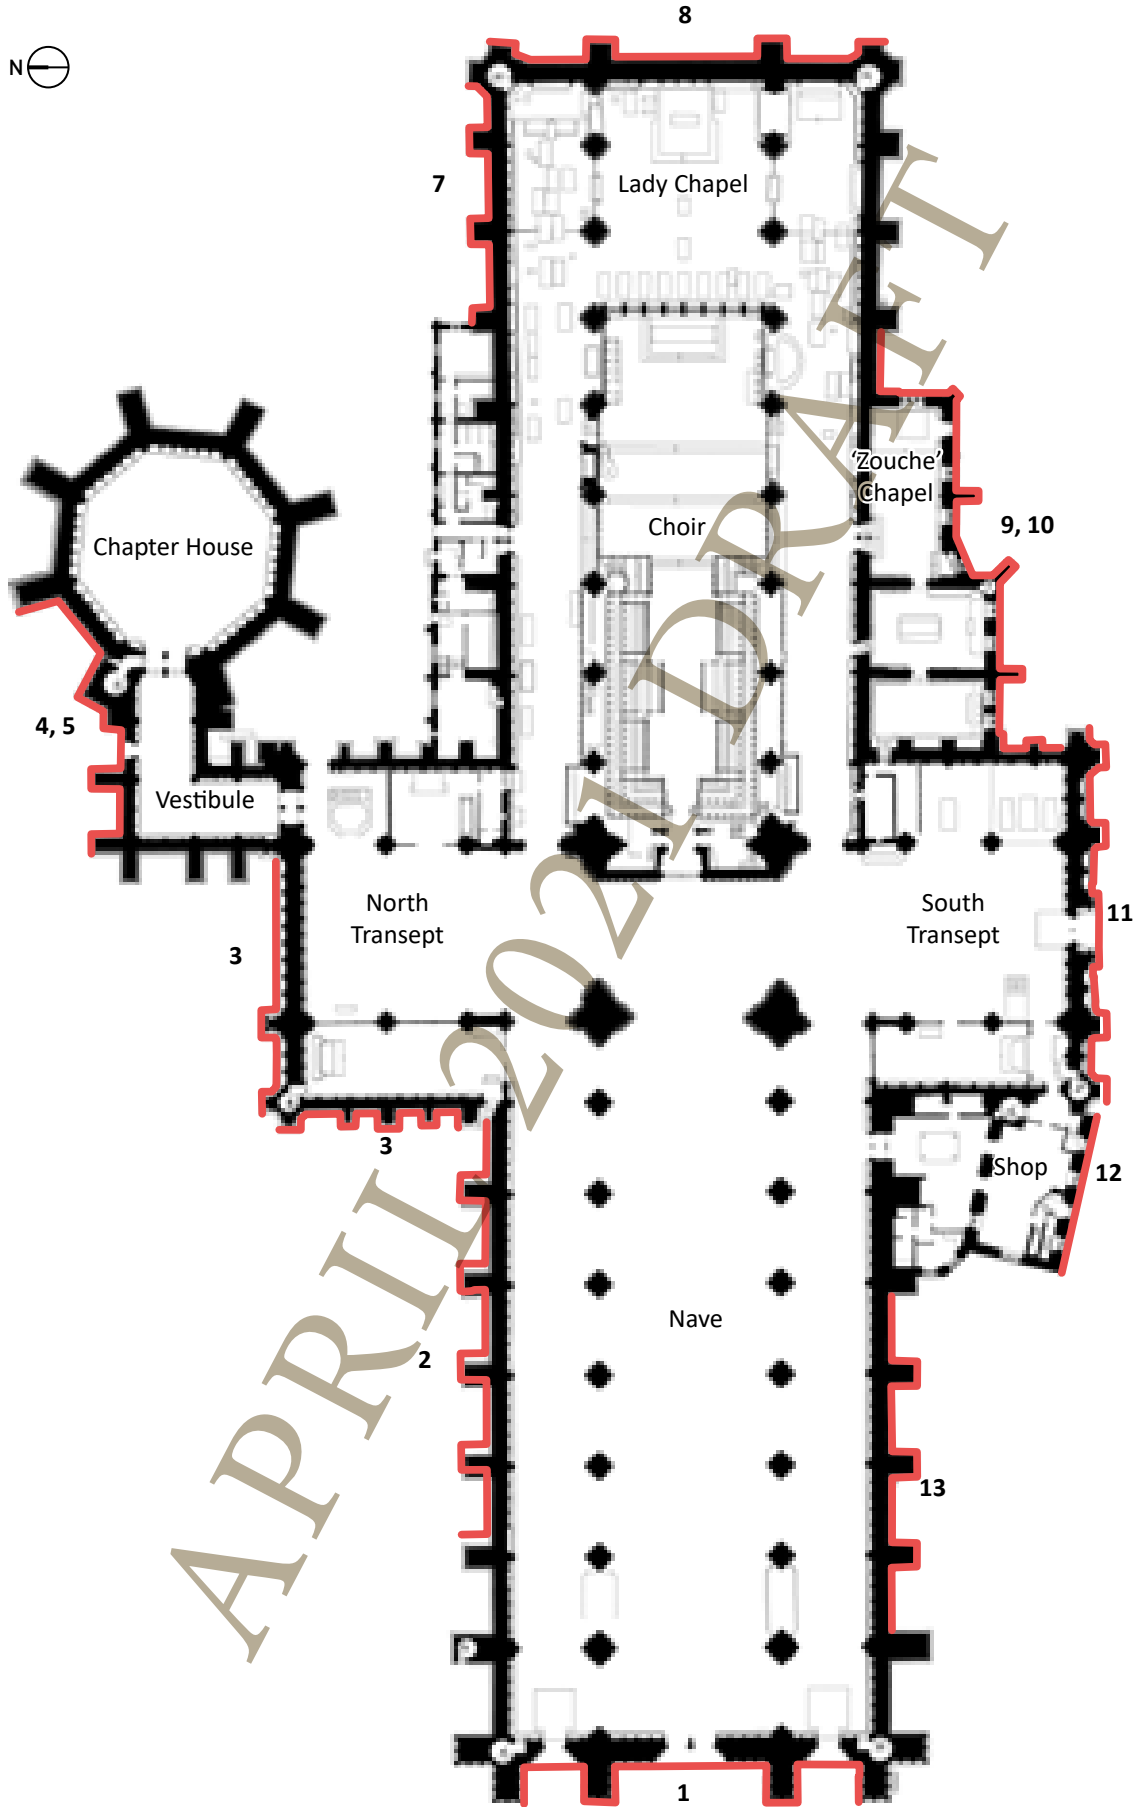 8
N
7
Lady Chapel
'Zouche'
Chapel
Choir
9, 10
Chapter House
4, 5
Vestibule
North
Transept
South
Transept
11
3
3
Shop
12
Nave
2
13
1
APRIL 2021 DRAFT